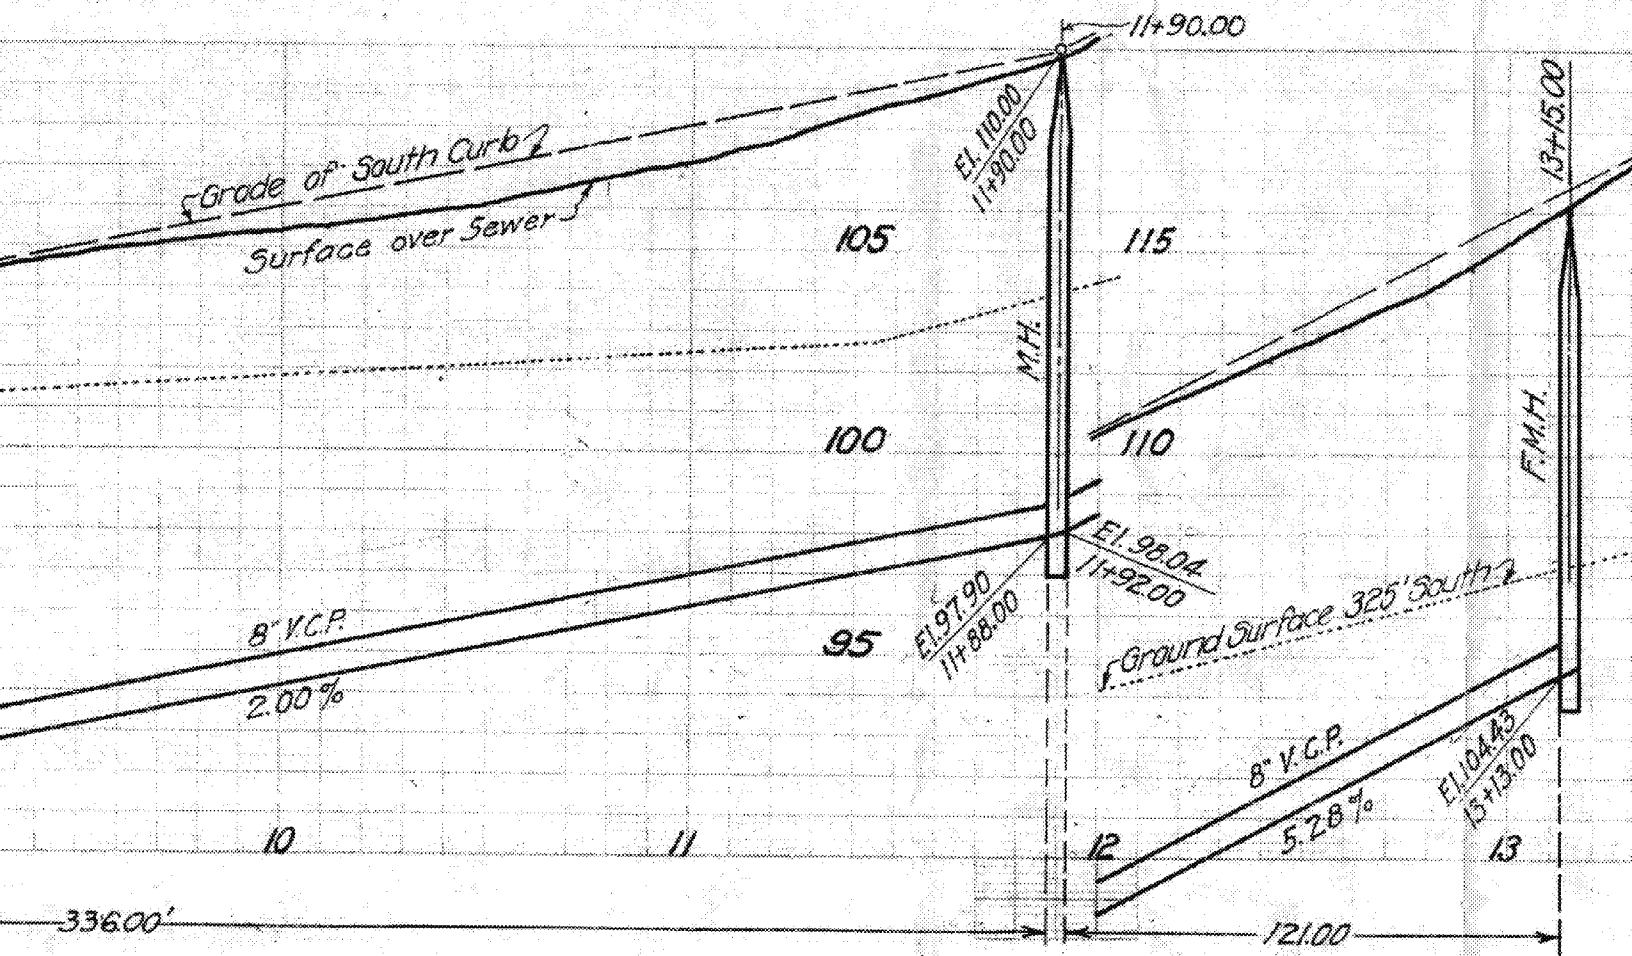 11+90.00
13+15.00
El. 110.00
11+90.00
Grade of South Curb
Surface over Sewer
105
115
M.H.
F.M.H.
100
110
El. 98.04
11+92.00
El. 97.90
11+88.00
Ground Surface 325' South
95
8" V.C.P.
2.00%
8" V.C.P.
5.28%
El. 104.43
13+13.00
10
11
12
13
336.00'
121.00